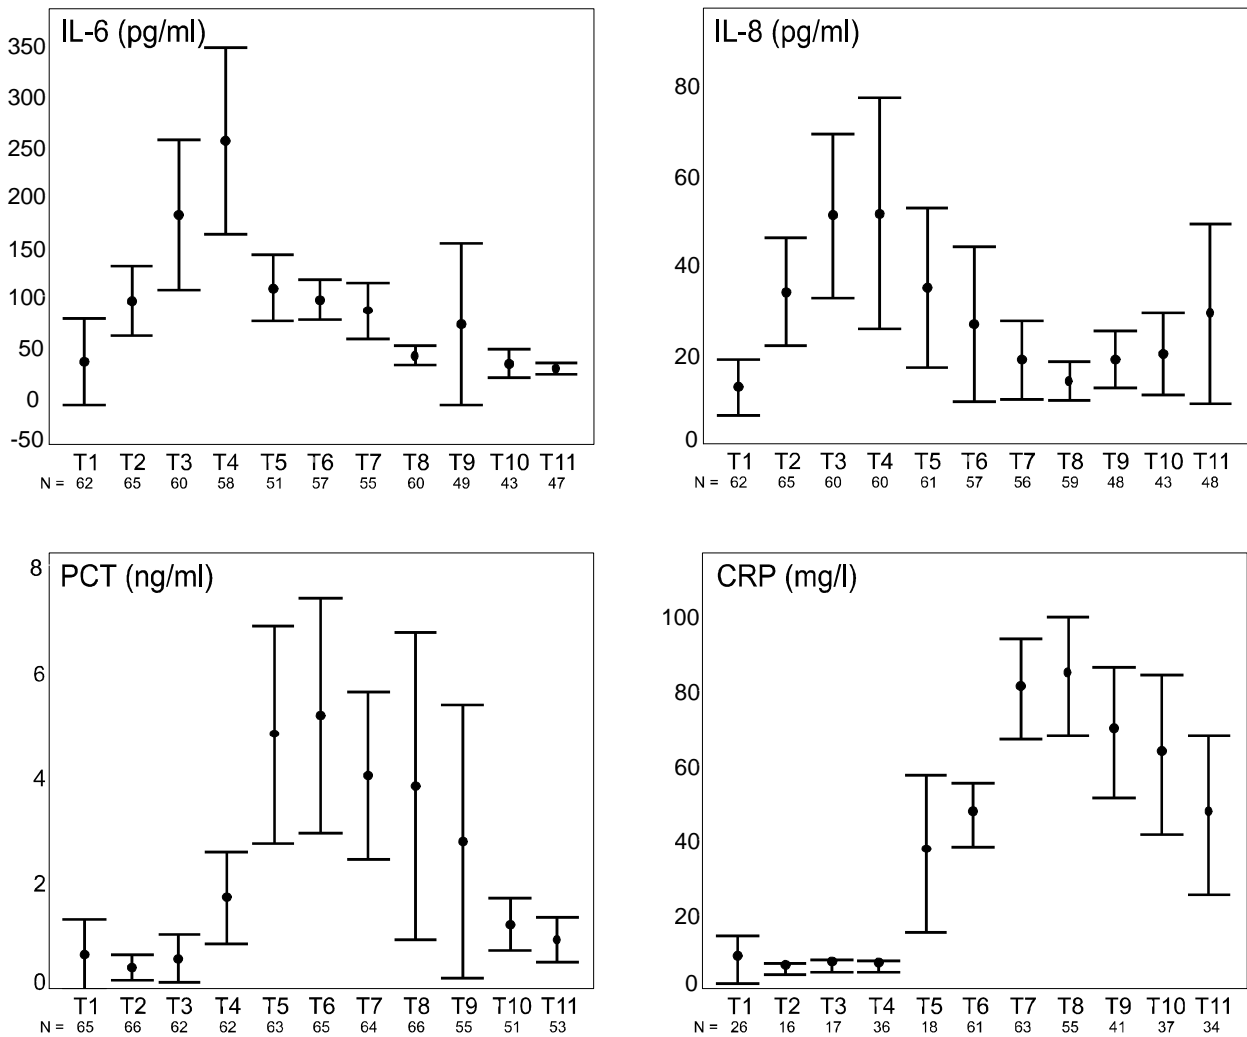 IL-6 (pg/ml)
350
300
250
200
150
100
50
0
-50
T1 T2 T3 T4 T5 T6 T7 T8 T9 T10 T11
N = 62 65 60 58 51 57 55 60 49 43 47
IL-8 (pg/ml)
80
60
40
20
0
T1 T2 T3 T4 T5 T6 T7 T8 T9 T10 T11
N = 62 65 60 60 61 57 56 59 48 43 48
PCT (ng/ml)
8
6
4
2
0
T1 T2 T3 T4 T5 T6 T7 T8 T9 T10 T11
N = 65 66 62 62 63 65 64 66 55 51 53
CRP (mg/l)
100
80
60
40
20
0
T1 T2 T3 T4 T5 T6 T7 T8 T9 T10 T11
N = 26 16 17 36 18 61 63 55 41 37 34